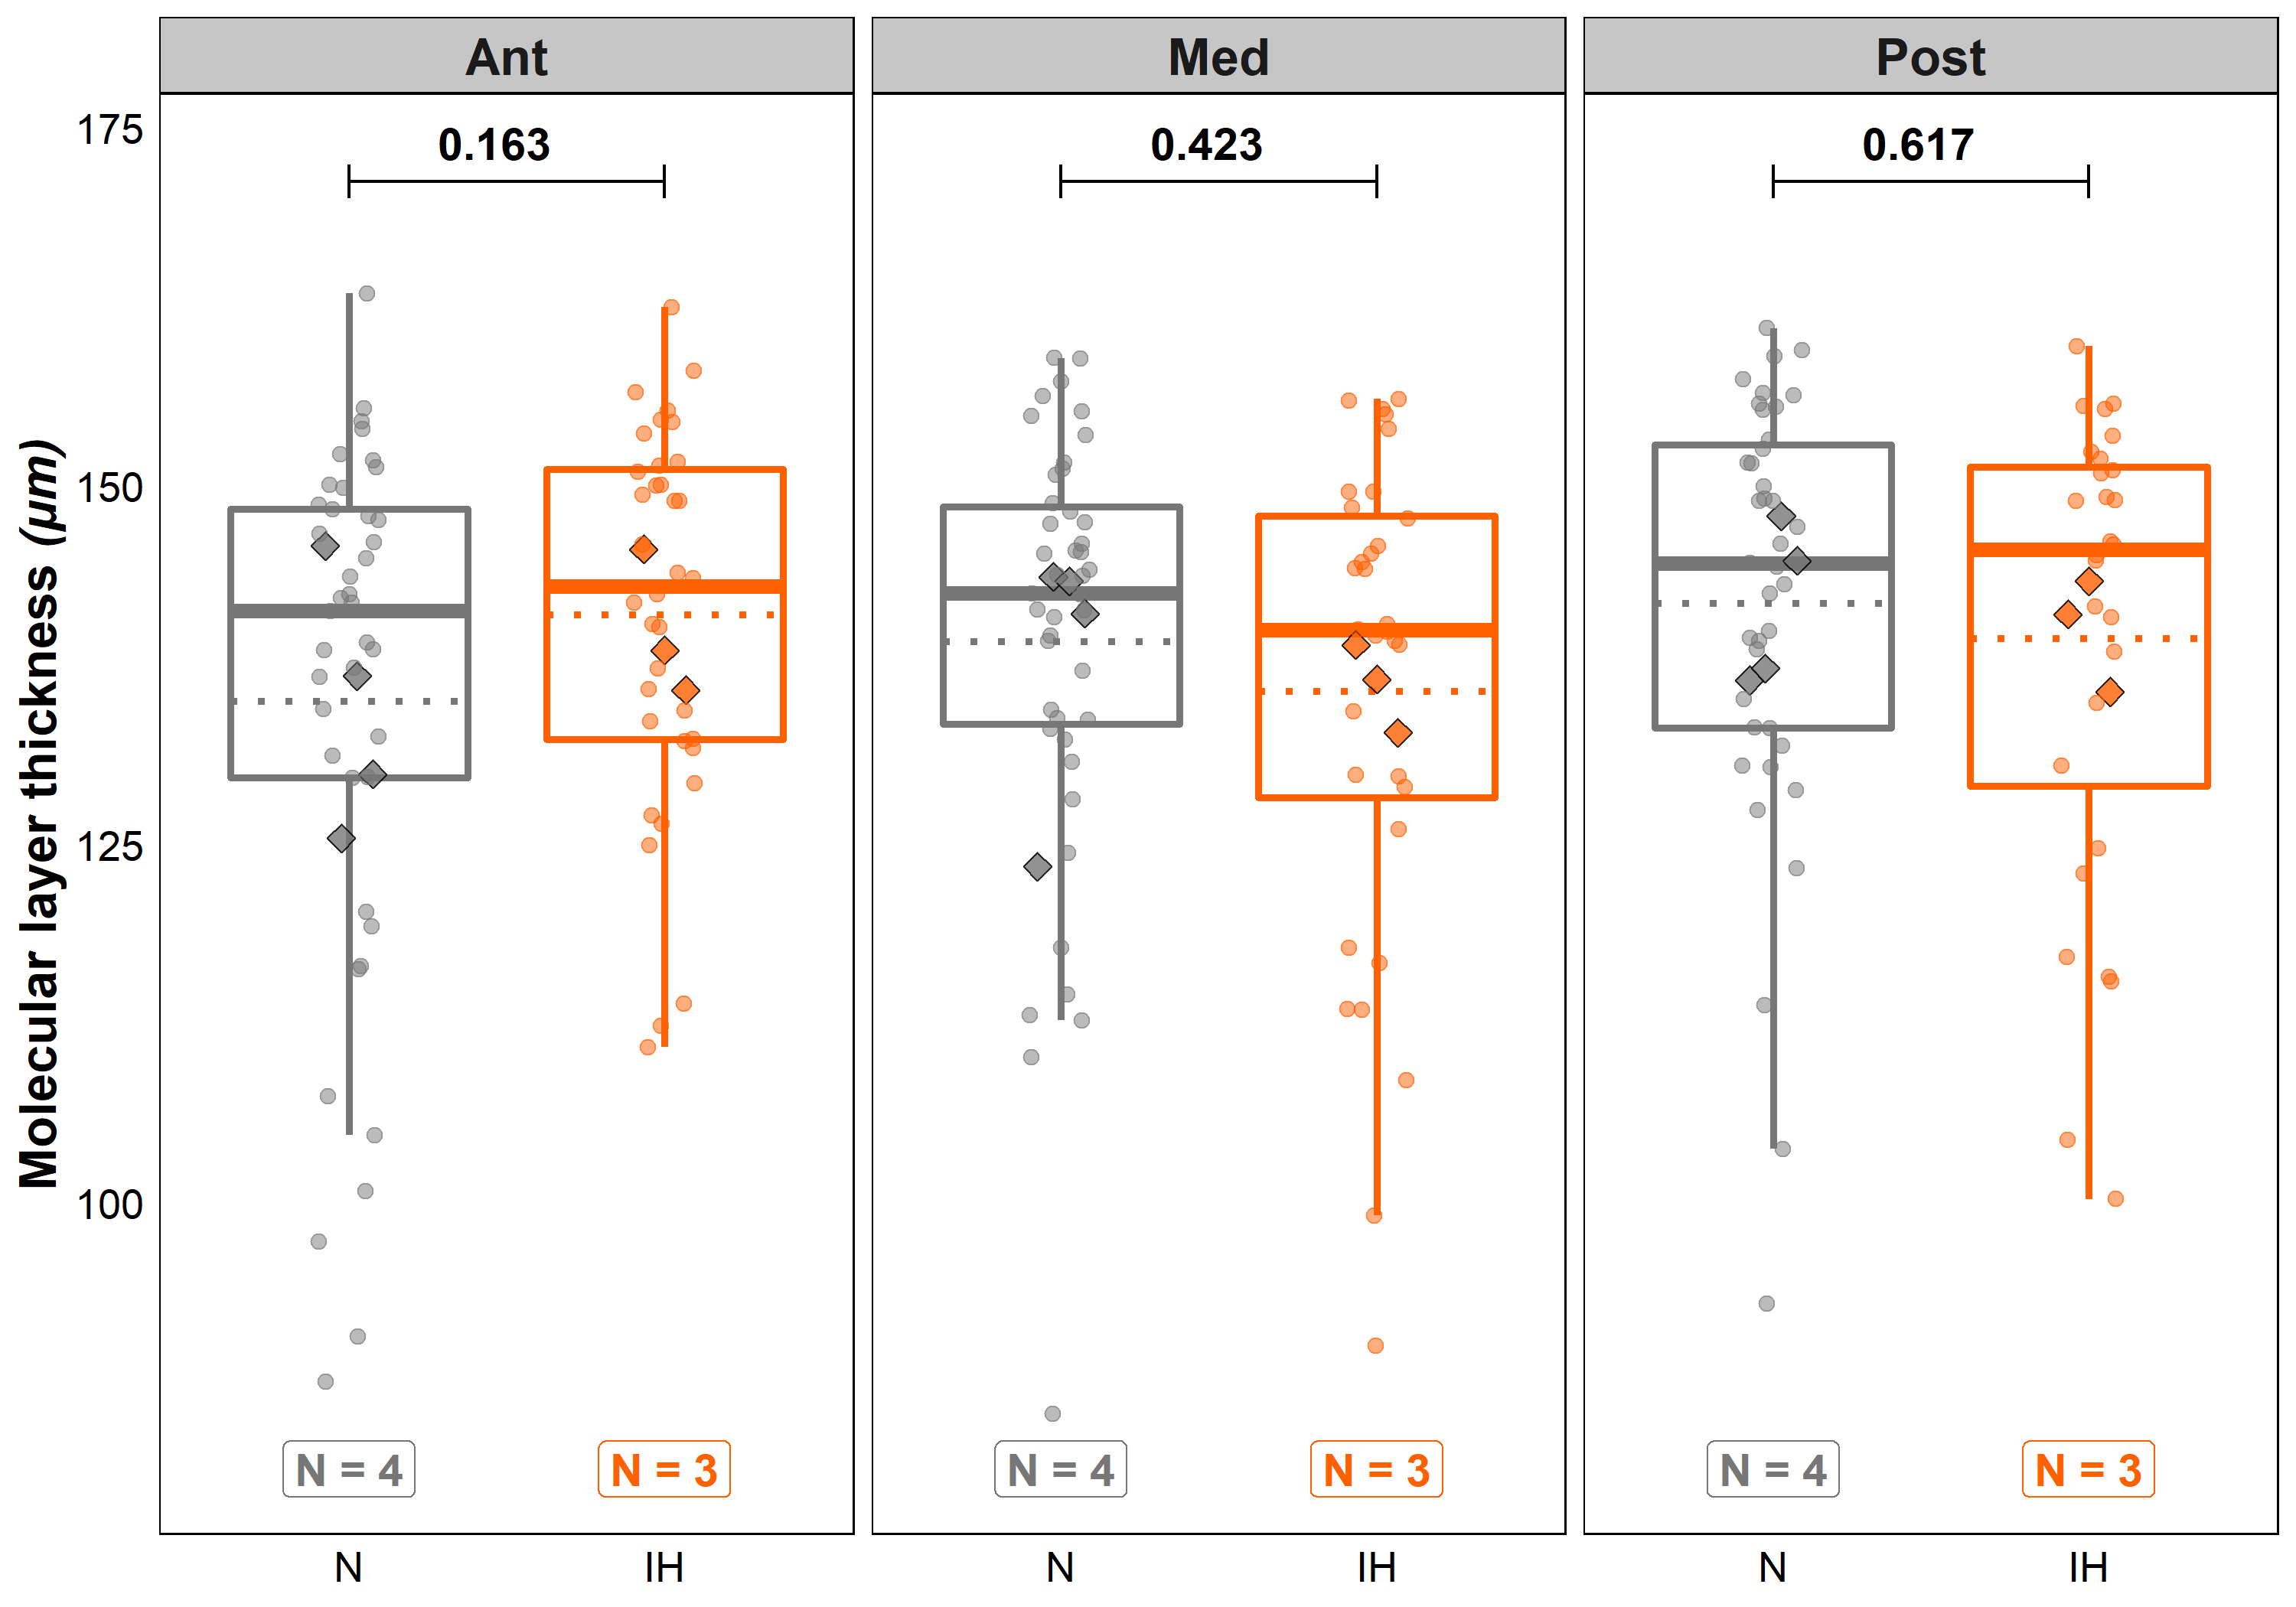 Ant
Med
Post
Molecular layer thickness (µm)
175
150
125
100
0.163
0.423
0.617
N = 4
N = 3
N = 4
N = 3
N = 4
N = 3
N
IH
N
IH
N
IH